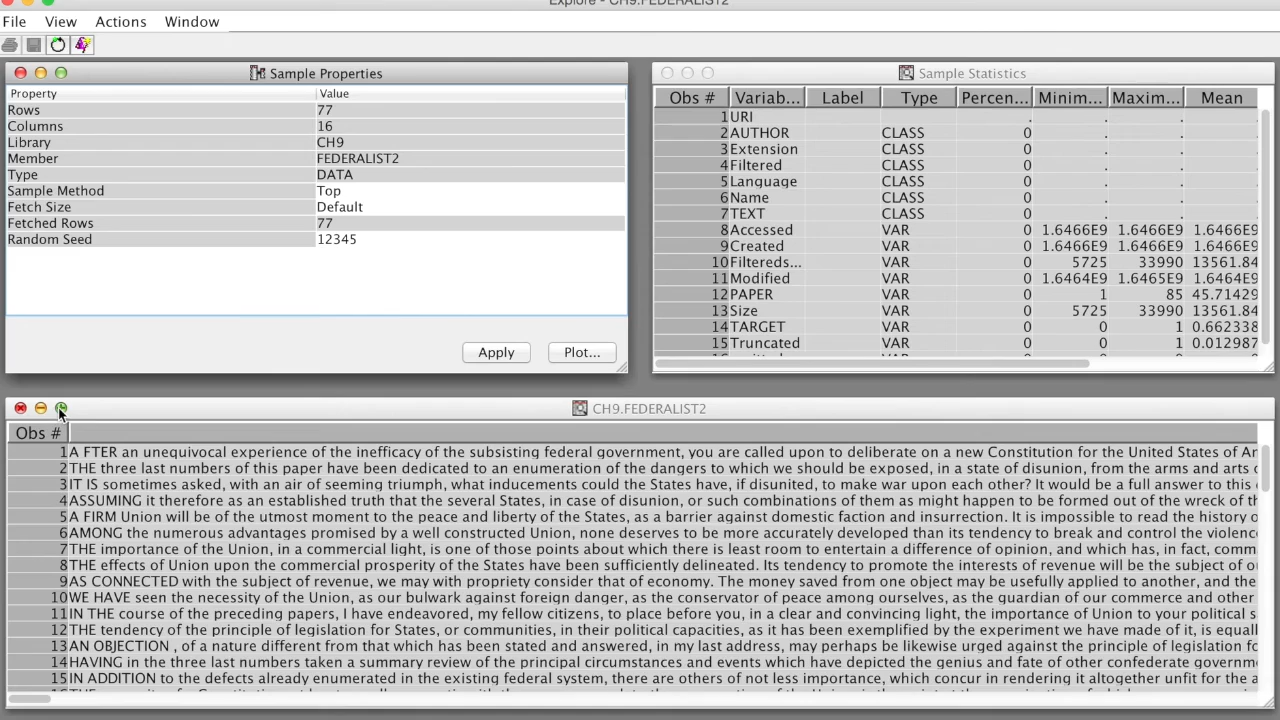 Explore - CH9.FEDERALIST2
File View Actions Window
Sample Properties
Property Value
Rows 77
Columns 16
Library CH9
Member FEDERALIST2
Type DATA
Sample Method Top
Fetch Size Default
Fetched Rows 77
Random Seed 12345
Apply Plot...
Sample Statistics
Obs # Variab... Label Type Percen... Minim... Maxim... Mean
1 URI . . . .
2 AUTHOR CLASS 0 . . .
3 Extension CLASS 0 . . .
4 Filtered CLASS 0 . . .
5 Language CLASS 0 . . .
6 Name CLASS 0 . . .
7 TEXT CLASS 0 . . .
8 Accessed VAR 0 1.6466E9 1.6466E9 1.6466E9
9 Created VAR 0 1.6466E9 1.6466E9 1.6466E9
10 Filtereds... VAR 0 5725 33990 13561.84
11 Modified VAR 0 1.6464E9 1.6465E9 1.6464E9
12 PAPER VAR 0 1 85 45.71429
13 Size VAR 0 5725 33990 13561.84
14 TARGET VAR 0 0 1 0.662338
15 Truncated VAR 0 0 1 0.012987
CH9.FEDERALIST2
Obs #
1 A FTER an unequivocal experience of the inefficacy of the subsisting federal government, you are called upon to deliberate on a new Constitution for the United States of Ar
2 THE three last numbers of this paper have been dedicated to an enumeration of the dangers to which we should be exposed, in a state of disunion, from the arms and arts
3 IT IS sometimes asked, with an air of seeming triumph, what inducements could the States have, if disunited, to make war upon each other? It would be a full answer to this
4 ASSUMING it therefore as an established truth that the several States, in case of disunion, or such combinations of them as might happen to be formed out of the wreck of th
5 A FIRM Union will be of the utmost moment to the peace and liberty of the States, as a barrier against domestic faction and insurrection. It is impossible to read the history o
6 AMONG the numerous advantages promised by a well constructed Union, none deserves to be more accurately developed than its tendency to break and control the violenc
7 THE importance of the Union, in a commercial light, is one of those points about which there is least room to entertain a difference of opinion, and which has, in fact, comm
8 THE effects of Union upon the commercial prosperity of the States have been sufficiently delineated. Its tendency to promote the interests of revenue will be the subject of ou
9 AS CONNECTED with the subject of revenue, we may with propriety consider that of economy. The money saved from one object may be usefully applied to another, and the
10 WE HAVE seen the necessity of the Union, as our bulwark against foreign danger, as the conservator of peace among ourselves, as the guardian of our commerce and other
11 IN THE course of the preceding papers, I have endeavored, my fellow citizens, to place before you, in a clear and convincing light, the importance of Union to your political s
12 THE tendency of the principle of legislation for States, or communities, in their political capacities, as it has been exemplified by the experiment we have made of it, is equall
13 AN OBJECTION , of a nature different from that which has been stated and answered, in my last address, may perhaps be likewise urged against the principle of legislation fo
14 HAVING in the three last numbers taken a summary review of the principal circumstances and events which have depicted the genius and fate of other confederate governm
15 IN ADDITION to the defects already enumerated in the existing federal system, there are others of not less importance, which concur in rendering it altogether unfit for the a